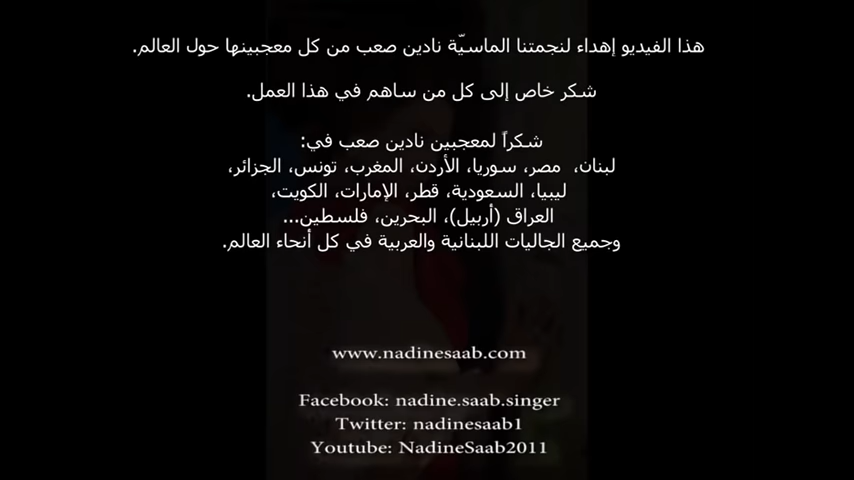 هذا الفيديو إهداء لنجمتنا الماسيّة نادين صعب من كل معجبينها حول العالم.
شكر خاص إلى كل من ساهم في هذا العمل.
شكراً لمعجبين نادين صعب في:
لبنان، مصر، سوريا، الأردن، المغرب، تونس، الجزائر،
ليبيا، السعودية، قطر، الإمارات، الكويت،
العراق (أربيل)، البحرين، فلسطين...
وجميع الجاليات اللبنانية والعربية في كل أنحاء العالم.
www.nadinesaab.com
Facebook: nadine.saab.singer
Twitter: nadinesaab1
Youtube: NadineSaab2011